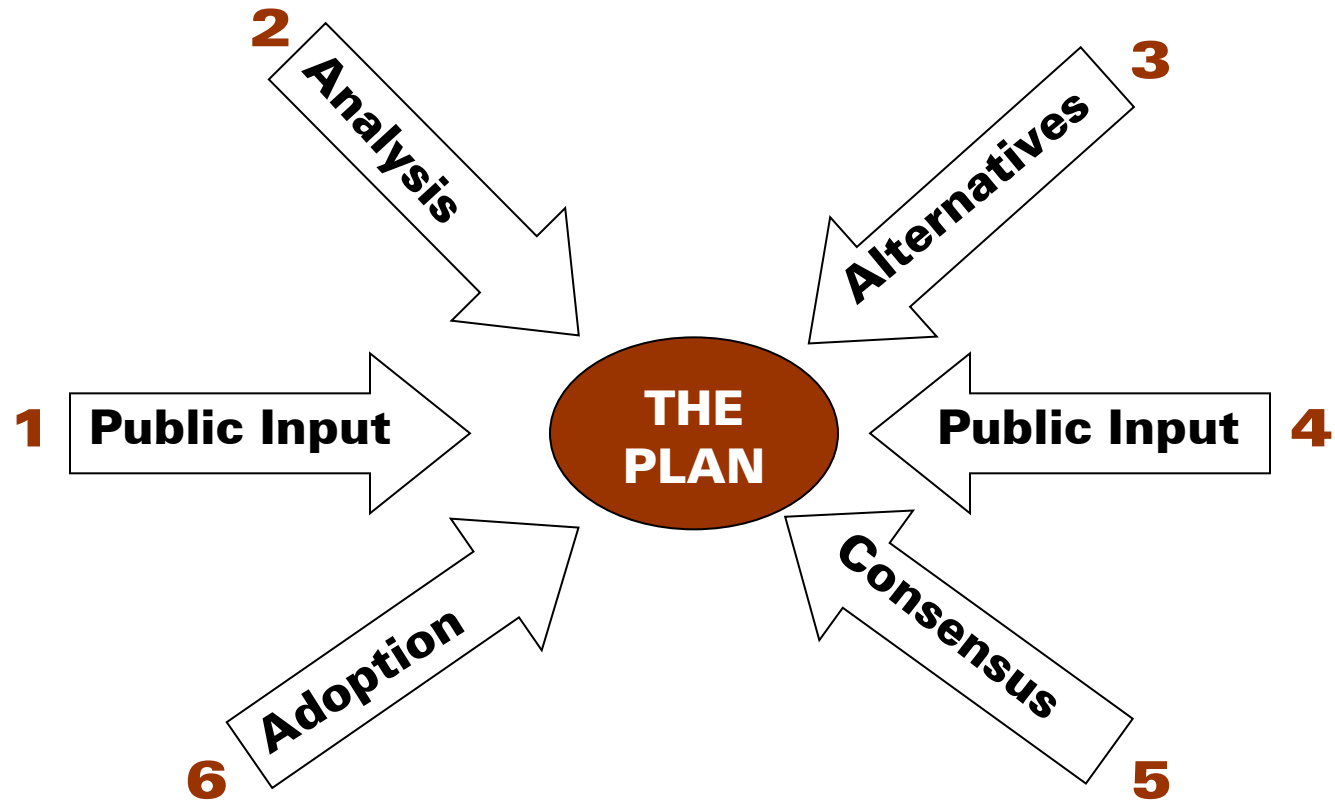 1
Public Input
2
Analysis
3
Alternatives
4
Public Input
5
Consensus
6
Adoption
THE
PLAN